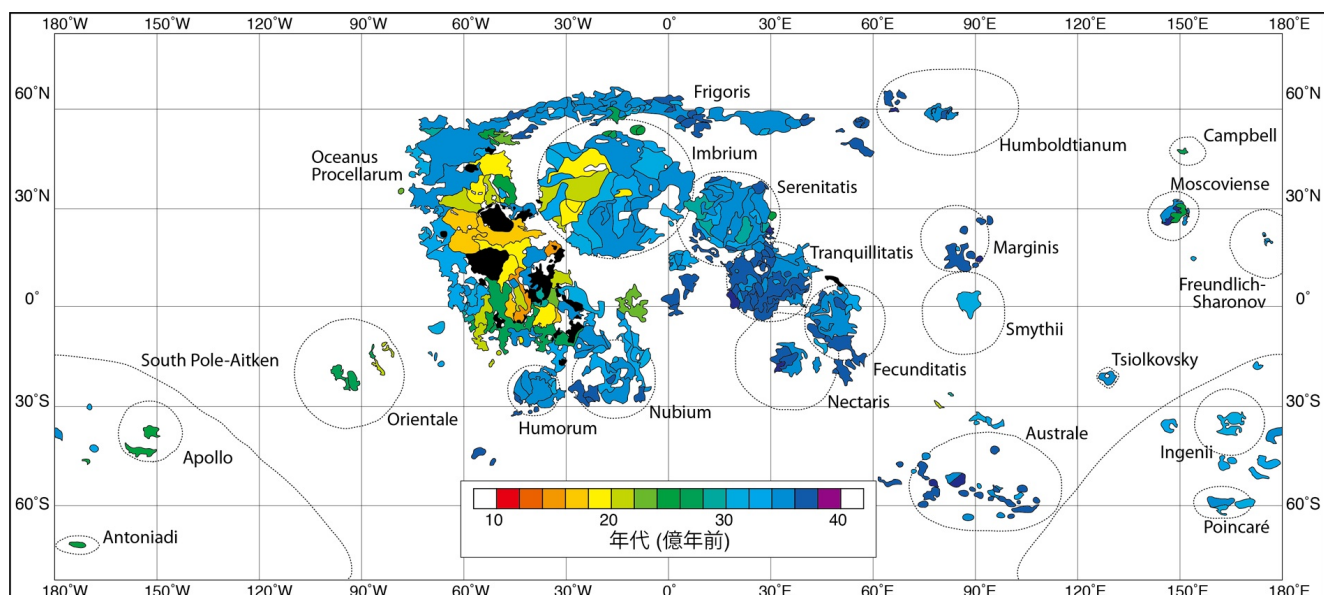 180°W 150°W 120°W 90°W 60°W 30°W 0° 30°E 60°E 90°E 120°E 150°E 180°E
60°N
Frigoris
60°N
Campbell
Humboldtianum
Oceanus
Procellarum
Imbrium
Serenitatis
Moscoviense
30°N
30°N
Tranquillitatis
Marginis
Freundlich-
Sharonov
0°
0°
Smythii
South Pole-Aitken
Tsiolkovsky
Orientale
Fecunditatis
Nectaris
30°S
30°S
Humorum
Nubium
Australe
Apollo
Ingenii
60°S
60°S
10 20 30 40
年代 (億年前)
Poincaré
Antoniadi
180°W 150°W 120°W 90°W 60°W 30°W 0° 30°E 60°E 90°E 120°E 150°E 180°E